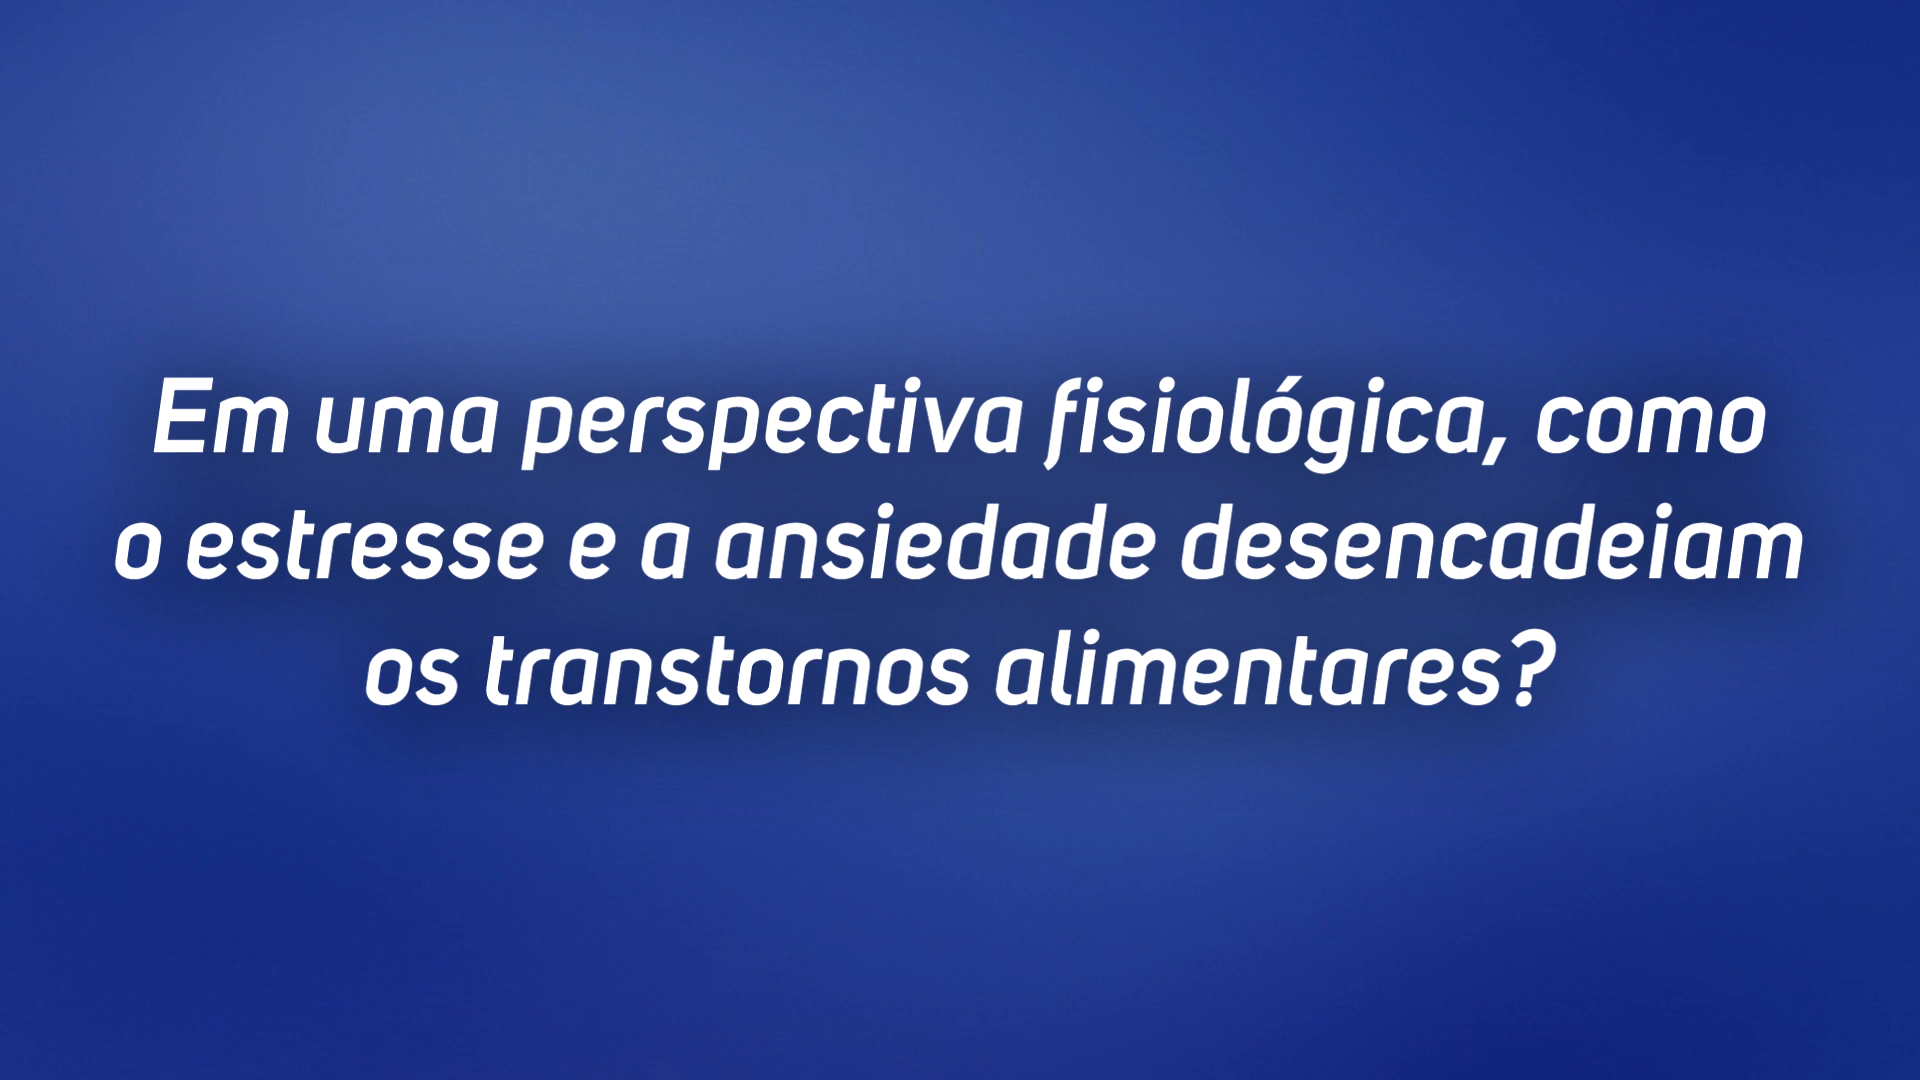 Em uma perspectiva fisiológica, como
o estresse e a ansiedade desencadeiam
os transtornos alimentares?